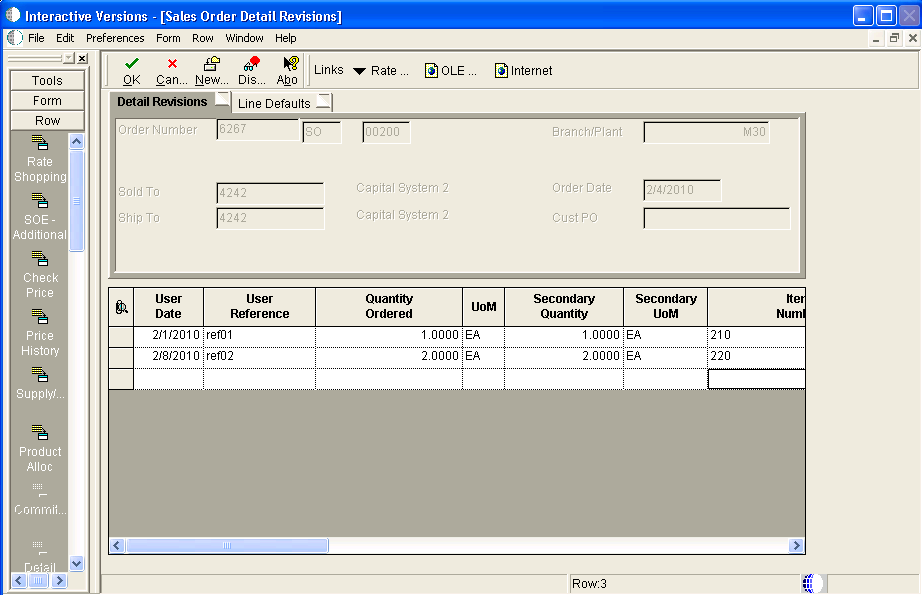 Interactive Versions - [Sales Order Detail Revisions]
File Edit Preferences Form Row Window Help
Tools
Form
Row
Rate
Shopping
SOE -
Additional
Check
Price
Price
History
Supply/...
Product
Alloc
Commit...
Detail
OK Can... New... Dis... Abo Links Rate ... OLE ... Internet
Detail Revisions Line Defaults
Order Number 6267 SO 00200 Branch/Plant M30
Sold To 4242 Capital System 2 Order Date 2/4/2010
Ship To 4242 Capital System 2 Cust PO
User User Quantity UoM Secondary Secondary Iter
Date Reference Ordered Quantity UoM Numl
2/1/2010 ref01 1.0000 EA 1.0000 EA 210
2/8/2010 ref02 2.0000 EA 2.0000 EA 220
Row:3